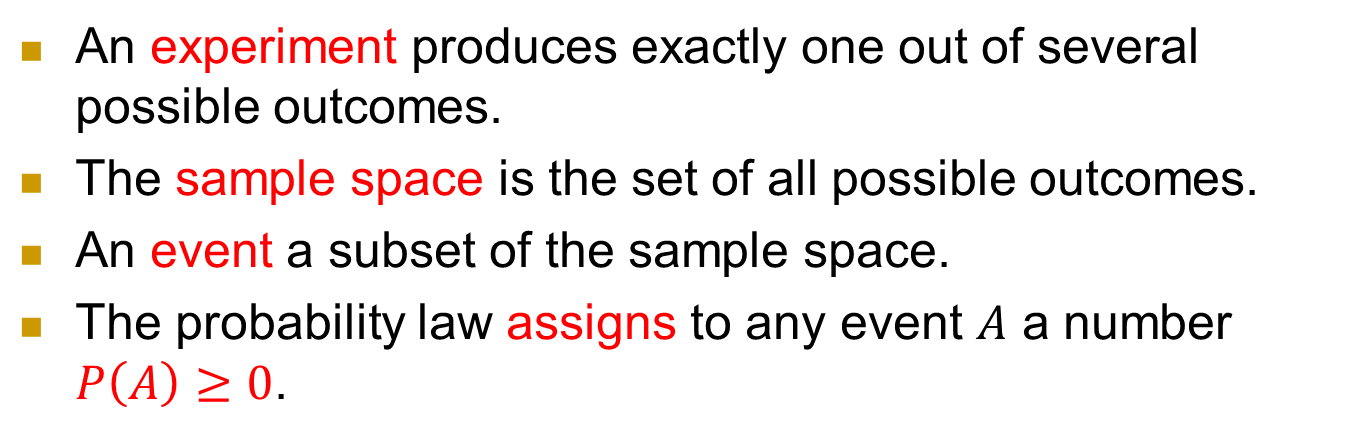 An experiment produces exactly one out of several
possible outcomes.
The sample space is the set of all possible outcomes.
An event a subset of the sample space.
The probability law assigns to any event A a number
P(A) ≥ 0.